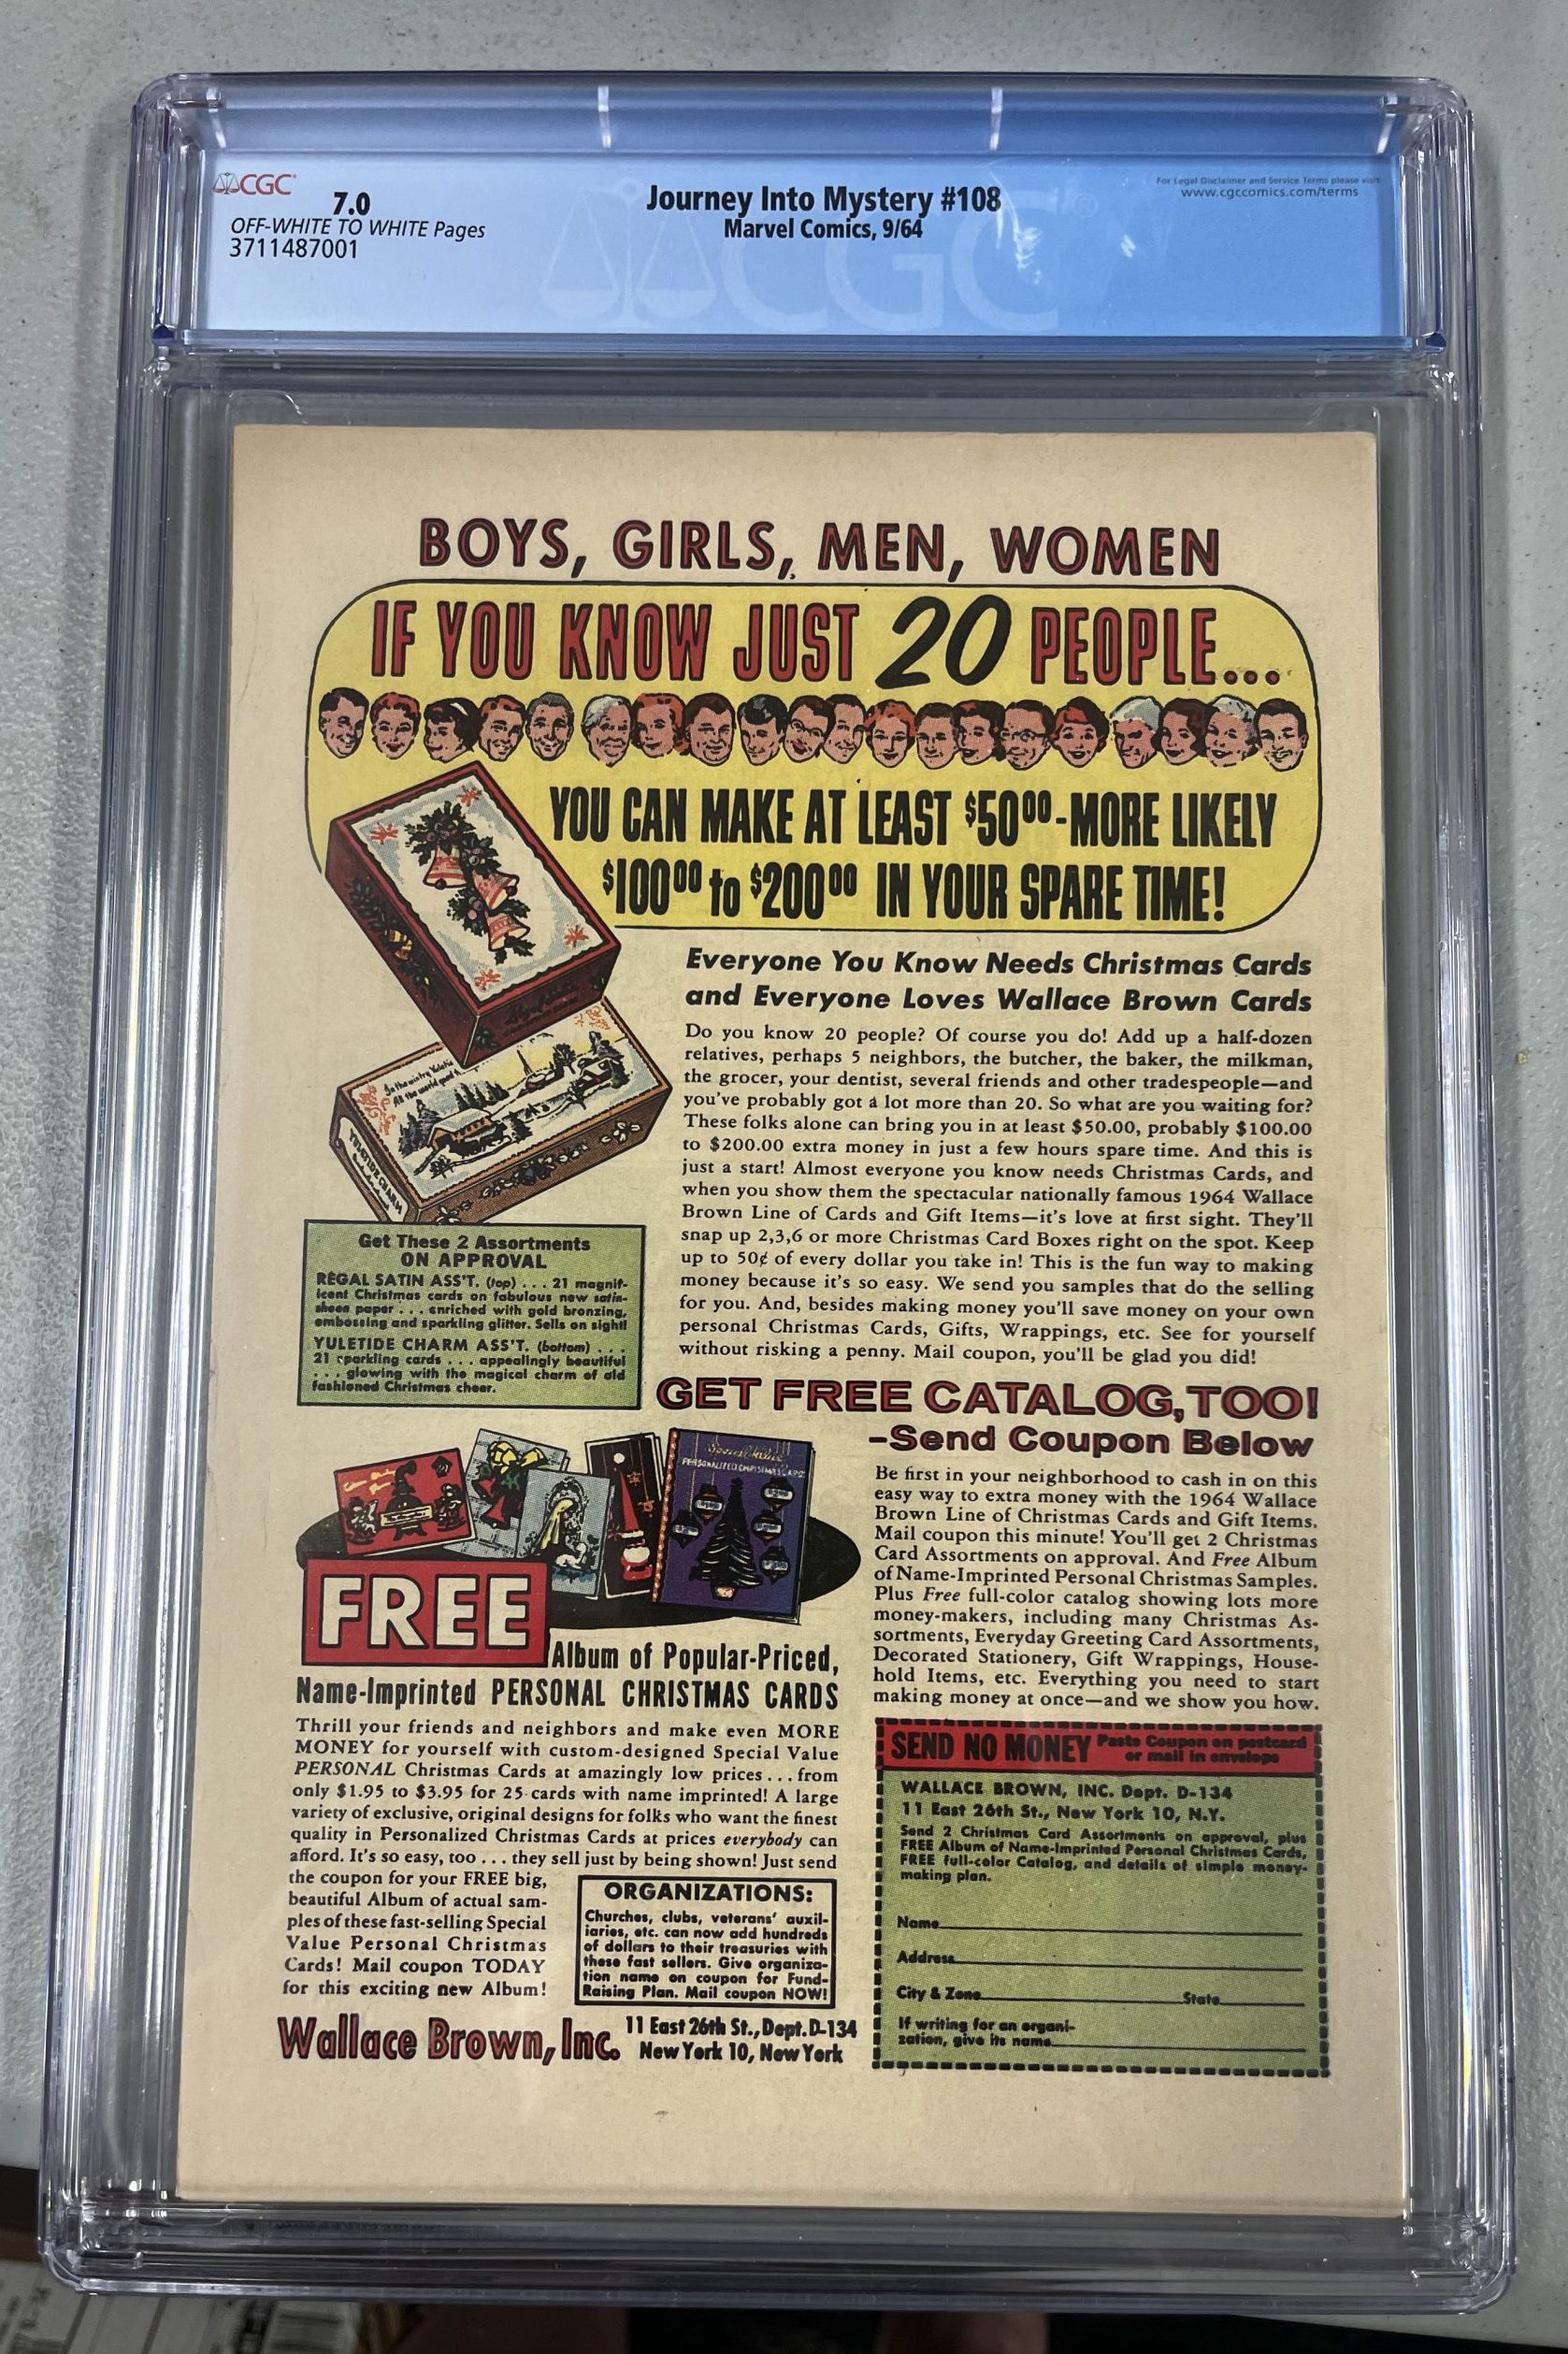 CGC
7.0
OFF-WHITE TO WHITE Pages
3711487001
Journey Into Mystery #108
Marvel Comics, 9/64
For Legal Disclaimer and Service Terms please visit
www.cgccomics.com/terms
CGC
BOYS, GIRLS, MEN, WOMEN
IF YOU KNOW JUST 20 PEOPLE...
YOU CAN MAKE AT LEAST $50⁰⁰-MORE LIKELY
$100⁰⁰ to $200⁰⁰ IN YOUR SPARE TIME!
Everyone You Know Needs Christmas Cards
and Everyone Loves Wallace Brown Cards
Do you know 20 people? Of course you do! Add up a half-dozen
relatives, perhaps 5 neighbors, the butcher, the baker, the milkman,
the grocer, your dentist, several friends and other tradespeople—and
you've probably got a lot more than 20. So what are you waiting for?
These folks alone can bring you in at least $50.00, probably $100.00
to $200.00 extra money in just a few hours spare time. And this is
just a start! Almost everyone you know needs Christmas Cards, and
when you show them the spectacular nationally famous 1964 Wallace
Brown Line of Cards and Gift Items—it's love at first sight. They'll
snap up 2,3,6 or more Christmas Card Boxes right on the spot. Keep
up to 50¢ of every dollar you take in! This is the fun way to making
money because it's so easy. We send you samples that do the selling
for you. And, besides making money you'll save money on your own
personal Christmas Cards, Gifts, Wrappings, etc. See for yourself
without risking a penny. Mail coupon, you'll be glad you did!
YULETIDE CHARM
Get These 2 Assortments
ON APPROVAL
REGAL SATIN ASS'T. (top) . . . 21 magnif-
icent Christmas cards on fabulous new satin-
sheen paper . . . enriched with gold bronzing,
embossing and sparkling glitter. Sells on sight!
YULETIDE CHARM ASS'T. (bottom) . . .
21 sparkling cards . . . appealingly beautiful
. . . glowing with the magical charm of old
fashioned Christmas cheer.
GET FREE CATALOG, TOO!
-Send Coupon Below
Be first in your neighborhood to cash in on this
easy way to extra money with the 1964 Wallace
Brown Line of Christmas Cards and Gift Items.
Mail coupon this minute! You'll get 2 Christmas
Card Assortments on approval. And Free Album
of Name-Imprinted Personal Christmas Samples.
Plus Free full-color catalog showing lots more
money-makers, including many Christmas As-
sortments, Everyday Greeting Card Assortments,
Decorated Stationery, Gift Wrappings, House-
hold Items, etc. Everything you need to start
making money at once—and we show you how.
Special Value
PERSONALIZED CHRISTMAS CARDS
FREE
Album of Popular-Priced,
Name-Imprinted PERSONAL CHRISTMAS CARDS
Thrill your friends and neighbors and make even MORE
MONEY for yourself with custom-designed Special Value
PERSONAL Christmas Cards at amazingly low prices . . . from
only $1.95 to $3.95 for 25 cards with name imprinted! A large
variety of exclusive, original designs for folks who want the finest
quality in Personalized Christmas Cards at prices everybody can
afford. It's so easy, too . . . they sell just by being shown! Just send
the coupon for your FREE big,
beautiful Album of actual sam-
ples of these fast-selling Special
Value Personal Christmas
Cards! Mail coupon TODAY
for this exciting new Album!
ORGANIZATIONS:
Churches, clubs, veterans' auxil-
iaries, etc. can now add hundreds
of dollars to their treasuries with
these fast sellers. Give organiza-
tion name on coupon for Fund-
Raising Plan. Mail coupon NOW!
Wallace Brown, Inc.
11 East 26th St., Dept. D-134
New York 10, New York
SEND NO MONEY
Paste Coupon on postcard
or mail in envelope
WALLACE BROWN, INC. Dept. D-134
11 East 26th St., New York 10, N.Y.
Send 2 Christmas Card Assortments on approval, plus
FREE Album of Name-Imprinted Personal Christmas Cards,
FREE full-color Catalog, and details of simple money-
making plan.
Name
Address
City & Zone State
If writing for an organi-
zation, give its name